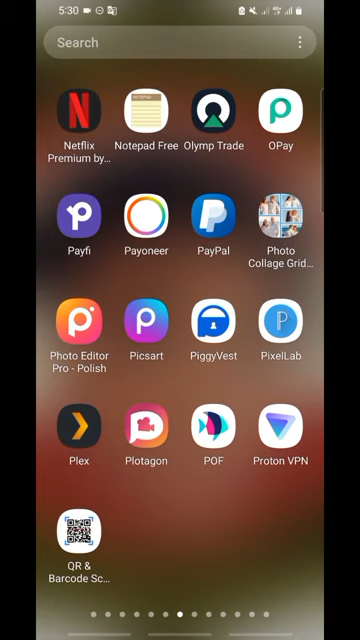 5:30
Search
Netflix
Premium by...
Notepad Free
Olymp Trade
OPay
Payfi
Payoneer
PayPal
Photo
Collage Grid...
Photo Editor
Pro - Polish
Picsart
PiggyVest
PixelLab
Plex
Plotagon
POF
Proton VPN
QR &
Barcode Sc...